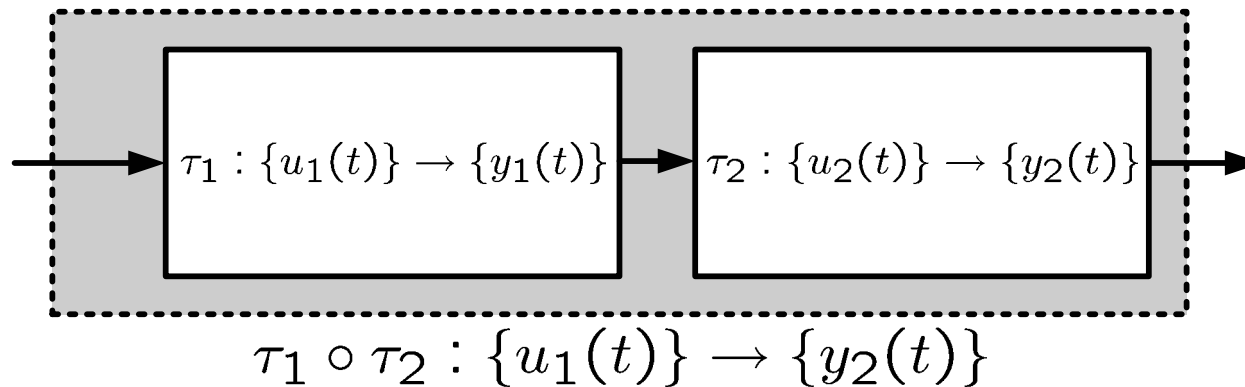 τ₁ : {u₁(t)} → {y₁(t)}
τ₂ : {u₂(t)} → {y₂(t)}
τ₁ ∘ τ₂ : {u₁(t)} → {y₂(t)}